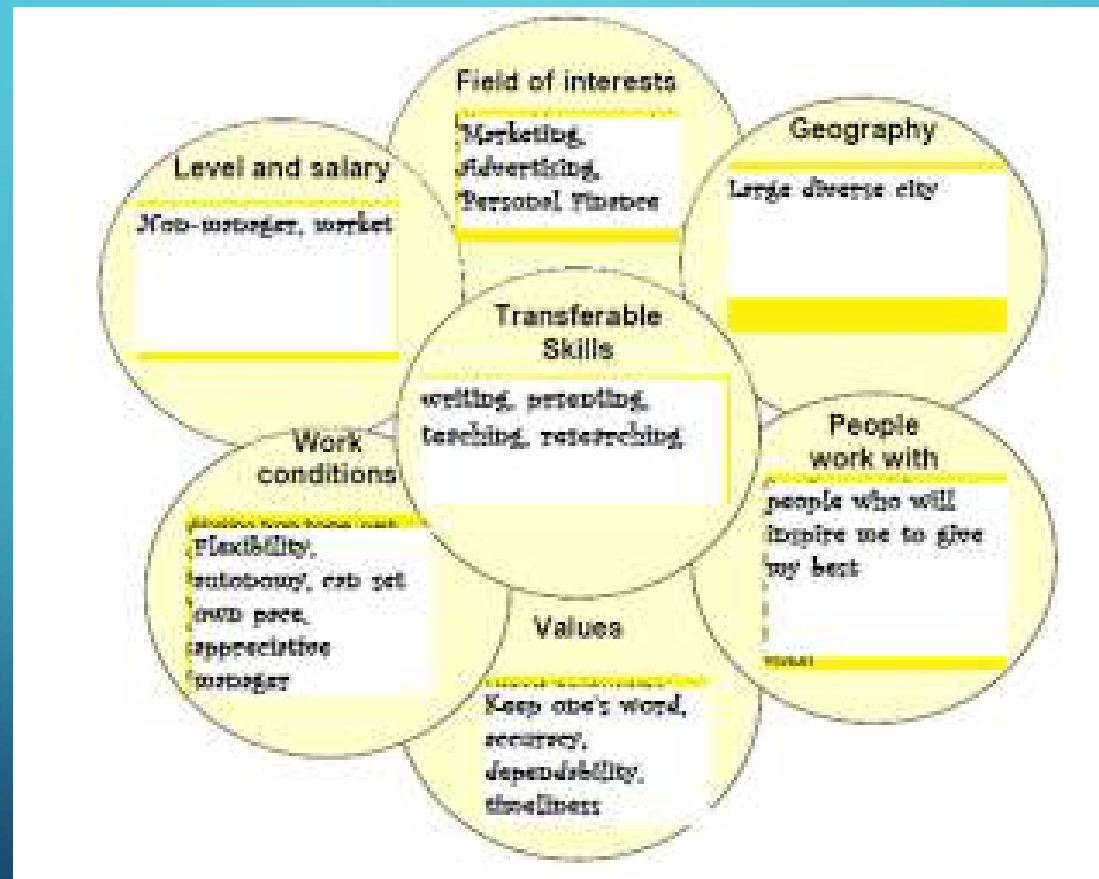 Field of interests
Marketing,
Advertising,
Personal Finance
Geography
Large diverse city
Level and salary
Non-manager, market
Transferable
Skills
writing, presenting,
teaching, researching
People
work with
people who will
inspire me to give
my best
Work
conditions
Flexibility,
autonomy, can set
own pace,
appreciative
manager
Values
Keep one's word,
accuracy,
dependability,
timeliness